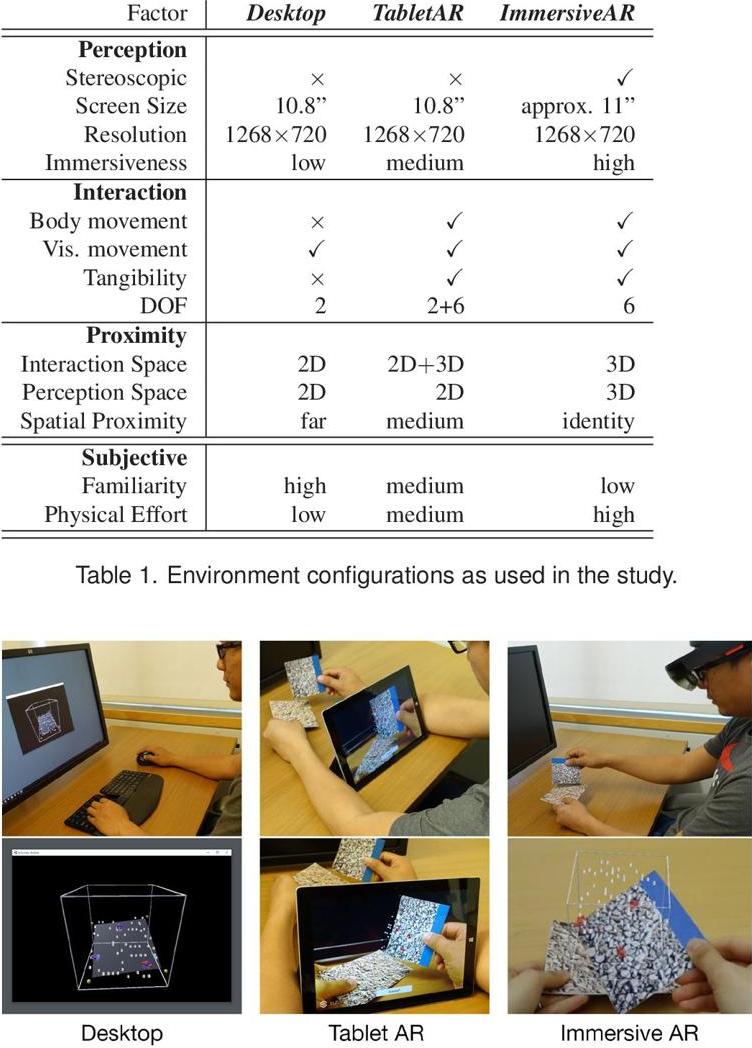 Factor Desktop TabletAR ImmersiveAR
Perception
Stereoscopic × × ✓
Screen Size 10.8” 10.8” approx. 11”
Resolution 1268×720 1268×720 1268×720
Immersiveness low medium high
Interaction
Body movement × ✓ ✓
Vis. movement ✓ ✓ ✓
Tangibility × ✓ ✓
DOF 2 2+6 6
Proximity
Interaction Space 2D 2D+3D 3D
Perception Space 2D 2D 3D
Spatial Proximity far medium identity
Subjective
Familiarity high medium low
Physical Effort low medium high
Table 1. Environment configurations as used in the study.
Desktop Tablet AR Immersive AR